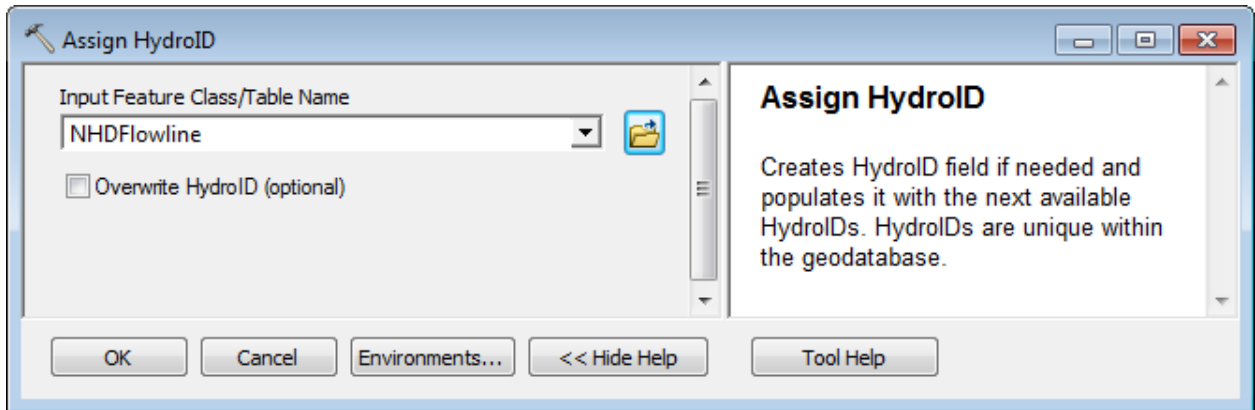 Assign HydroID
Input Feature Class/Table Name
NHDFlowline
Overwrite HydroID (optional)
Assign HydroID
Creates HydroID field if needed and
populates it with the next available
HydroIDs. HydroIDs are unique within
the geodatabase.
OK
Cancel
Environments...
<< Hide Help
Tool Help